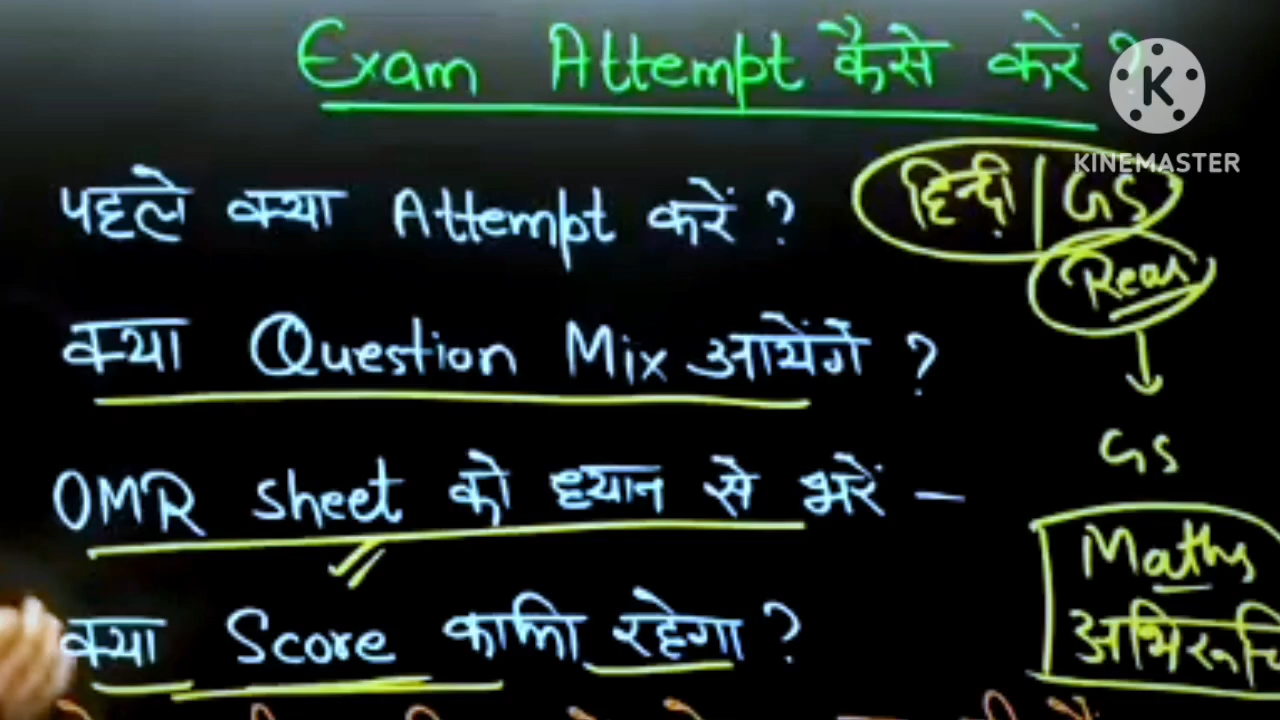 Exam Attempt कैसे करें ?
KINEMASTER
पहले क्या Attempt करें ? हिन्दी | GS
Reas
क्या Question Mix आयेंगे ?
GS
OMR Sheet को ध्यान से भरें –
Maths
अभिरूचि
क्या Score काफी रहेगा ?